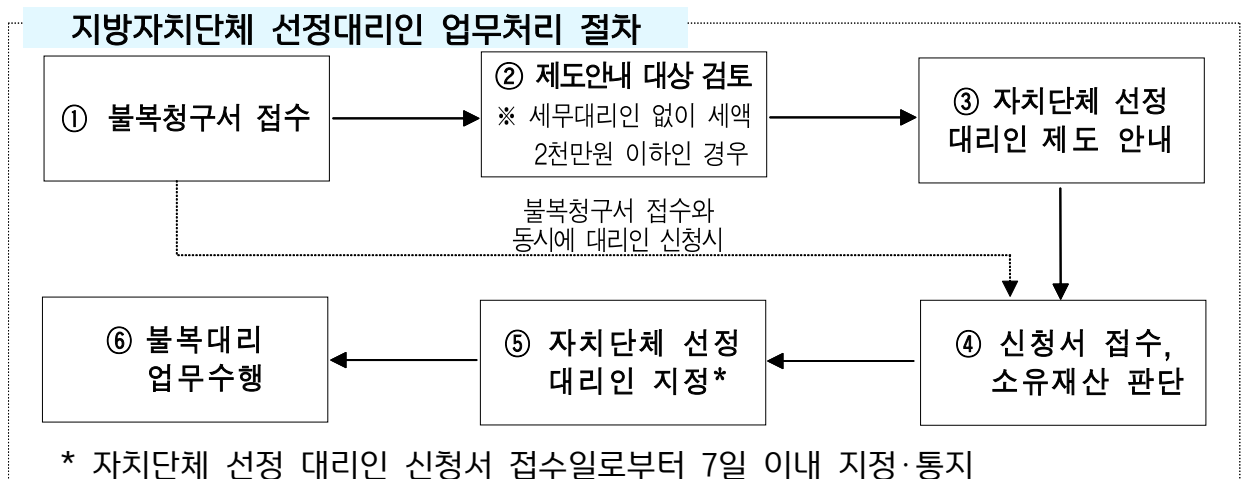 지방자치단체 선정대리인 업무처리 절차
① 불복청구서 접수
② 제도안내 대상 검토
※ 세무대리인 없이 세액
2천만원 이하인 경우
③ 자치단체 선정
대리인 제도 안내
불복청구서 접수와
동시에 대리인 신청시
④ 신청서 접수,
소유재산 판단
⑤ 자치단체 선정
대리인 지정*
⑥ 불복대리
업무수행
* 자치단체 선정 대리인 신청서 접수일로부터 7일 이내 지정·통지